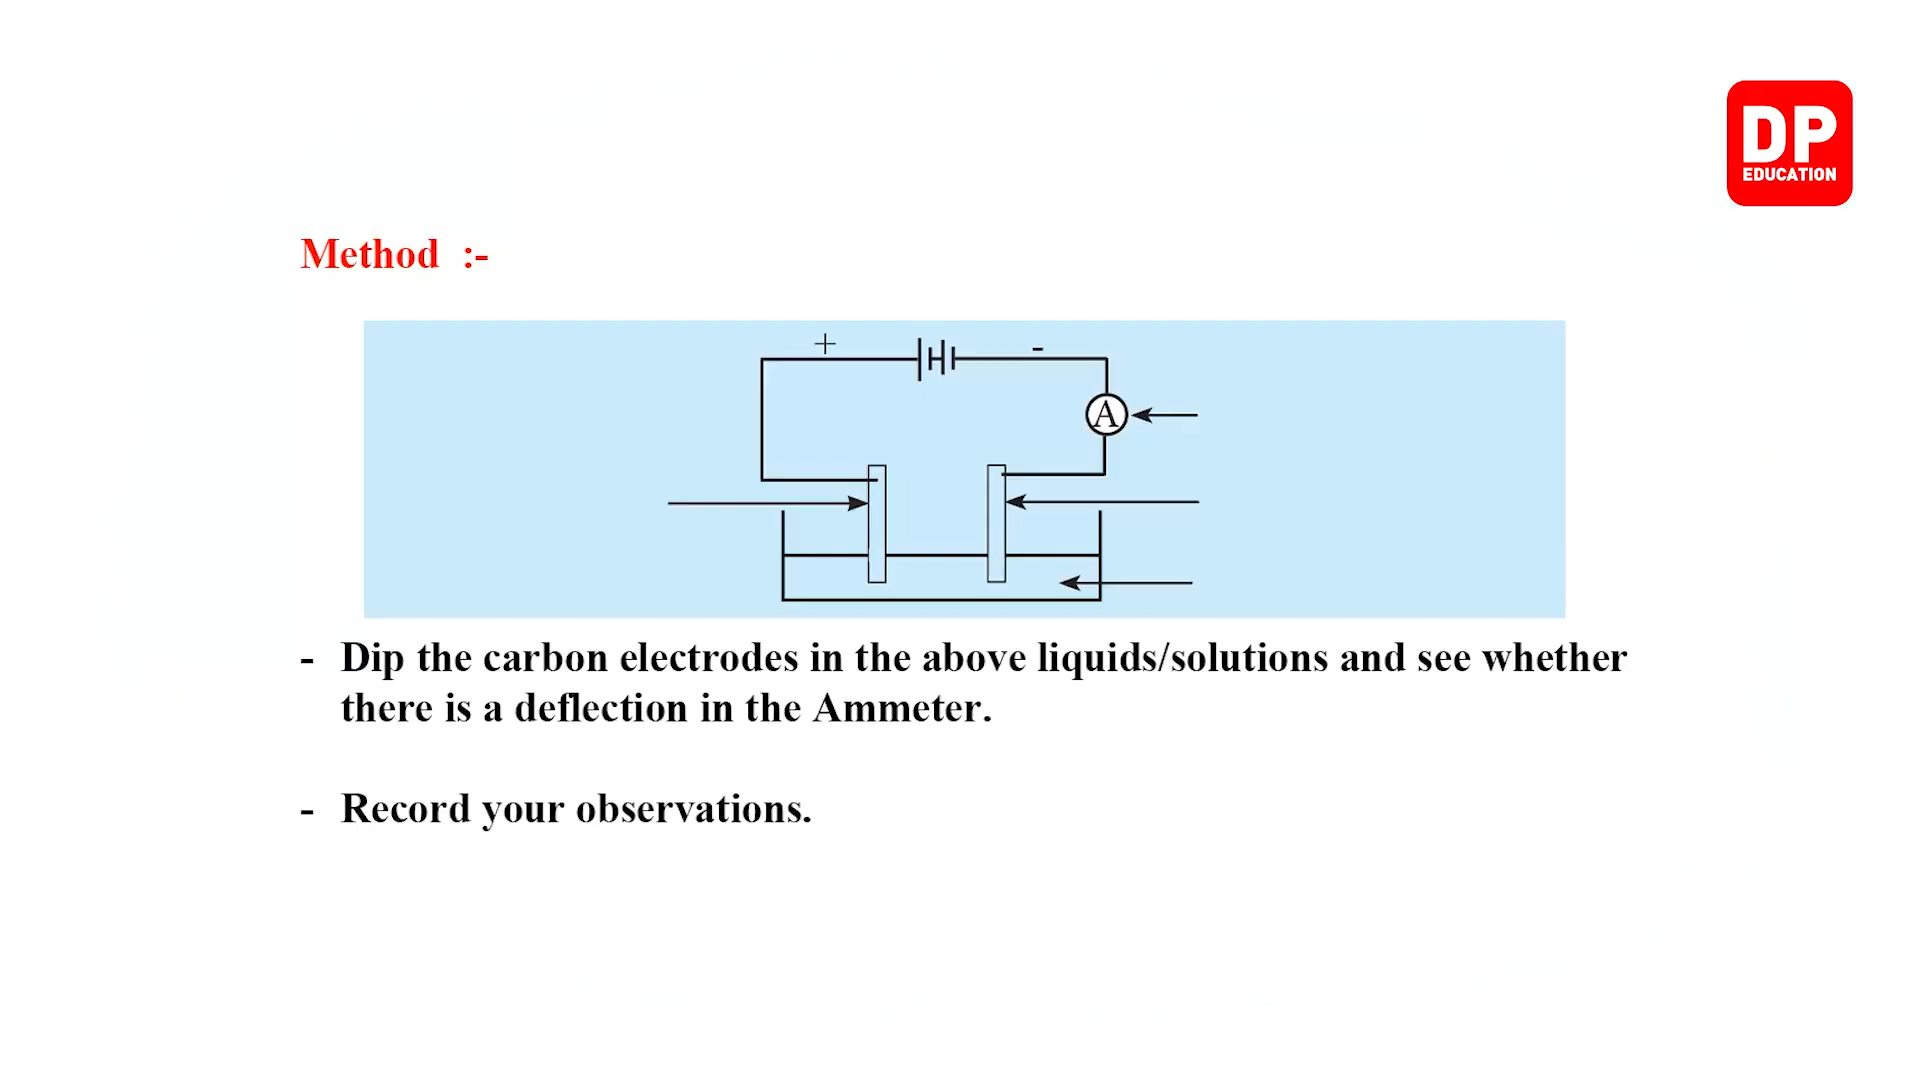 DP
EDUCATION
Method :-
+
-
A
- Dip the carbon electrodes in the above liquids/solutions and see whether
there is a deflection in the Ammeter.
- Record your observations.